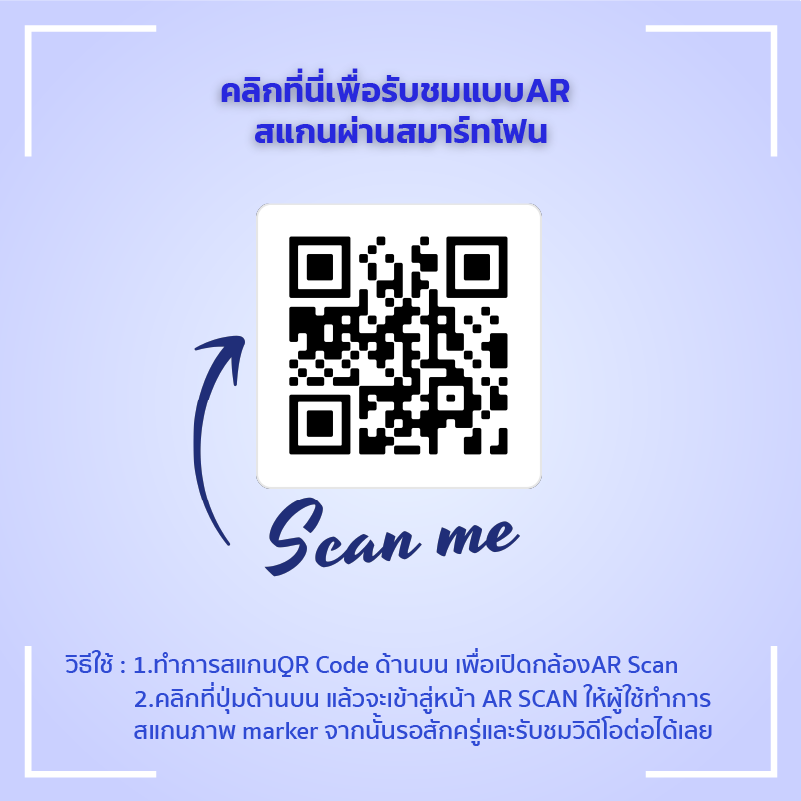 คลิกที่นี่เพื่อรับชมแบบAR
สแกนผ่านสมาร์ทโฟน
Scan me
วิธีใช้ : 1.ทำการสแกนQR Code ด้านบน เพื่อเปิดกล้องAR Scan
2.คลิกที่ปุ่มด้านบน แล้วจะเข้าสู่หน้า AR SCAN ให้ผู้ใช้ทำการ
สแกนภาพ marker จากนั้นรอสักครู่และรับชมวิดีโอต่อได้เลย